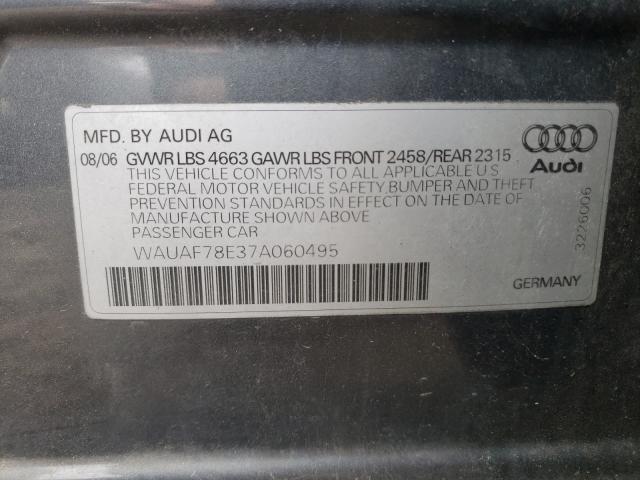 MFD. BY AUDI AG
08/06 GVWR LBS 4663 GAWR LBS FRONT 2458/REAR 2315
THIS VEHICLE CONFORMS TO ALL APPLICABLE U S
FEDERAL MOTOR VEHICLE SAFETY,BUMPER AND THEFT
PREVENTION STANDARDS IN EFFECT ON THE DATE OF
MANUFACTURE SHOWN ABOVE
PASSENGER CAR
WAUAF78E37A060495
Audi
3226006
GERMANY